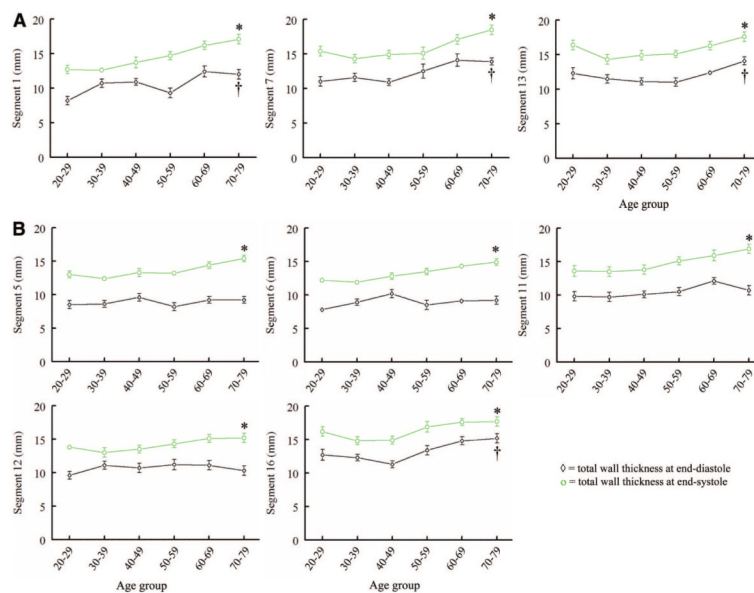 A
Segment 1 (mm)
20
15
10
5
0
*
†
20-29 30-39 40-49 50-59 60-69 70-79
Segment 7 (mm)
20
15
10
5
0
*
†
20-29 30-39 40-49 50-59 60-69 70-79
Segment 13 (mm)
20
15
10
5
0
*
†
20-29 30-39 40-49 50-59 60-69 70-79
Age group
B
Segment 5 (mm)
20
15
10
5
0
*
20-29 30-39 40-49 50-59 60-69 70-79
Segment 6 (mm)
20
15
10
5
0
*
20-29 30-39 40-49 50-59 60-69 70-79
Segment 11 (mm)
20
15
10
5
0
*
20-29 30-39 40-49 50-59 60-69 70-79
Segment 12 (mm)
20
15
10
5
0
*
20-29 30-39 40-49 50-59 60-69 70-79
Age group
Segment 16 (mm)
20
15
10
5
0
*
†
20-29 30-39 40-49 50-59 60-69 70-79
Age group
◊ = total wall thickness at end-diastole
○ = total wall thickness at end-systole